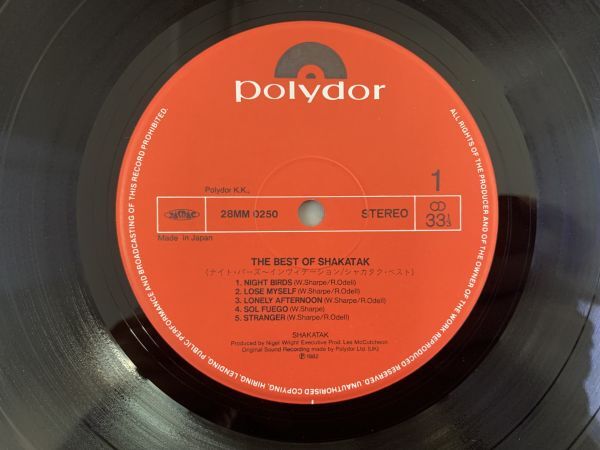 polydor
Polydor K.K.,
1
28MM 0250
STEREO
33 1/3
Made in Japan
THE BEST OF SHAKATAK
(ナイト・バーズ〜インヴィテーション/シャカタク・ベスト)
1. NIGHT BIRDS (W.Sharpe/R.Odell)
2. LOSE MYSELF (W.Sharpe/R.Odell)
3. LONELY AFTERNOON (W.Sharpe/R.Odell)
4. SOL FUEGO (W.Sharpe)
5. STRANGER (W.Sharpe/R.Odell)
SHAKATAK
Produced by Nigel Wright Executive Prod. Les McCutcheon
Original Sound Recording made by Polydor Ltd. (UK)
℗1982
ALL RIGHTS OF THE PRODUCER AND OF THE OWNER OF THE WORK REPRODUCED RESERVED. UNAUTHORISED COPYING, HIRING, LENDING, PUBLIC PERFORMANCE AND BROADCASTING OF THIS RECORD PROHIBITED.